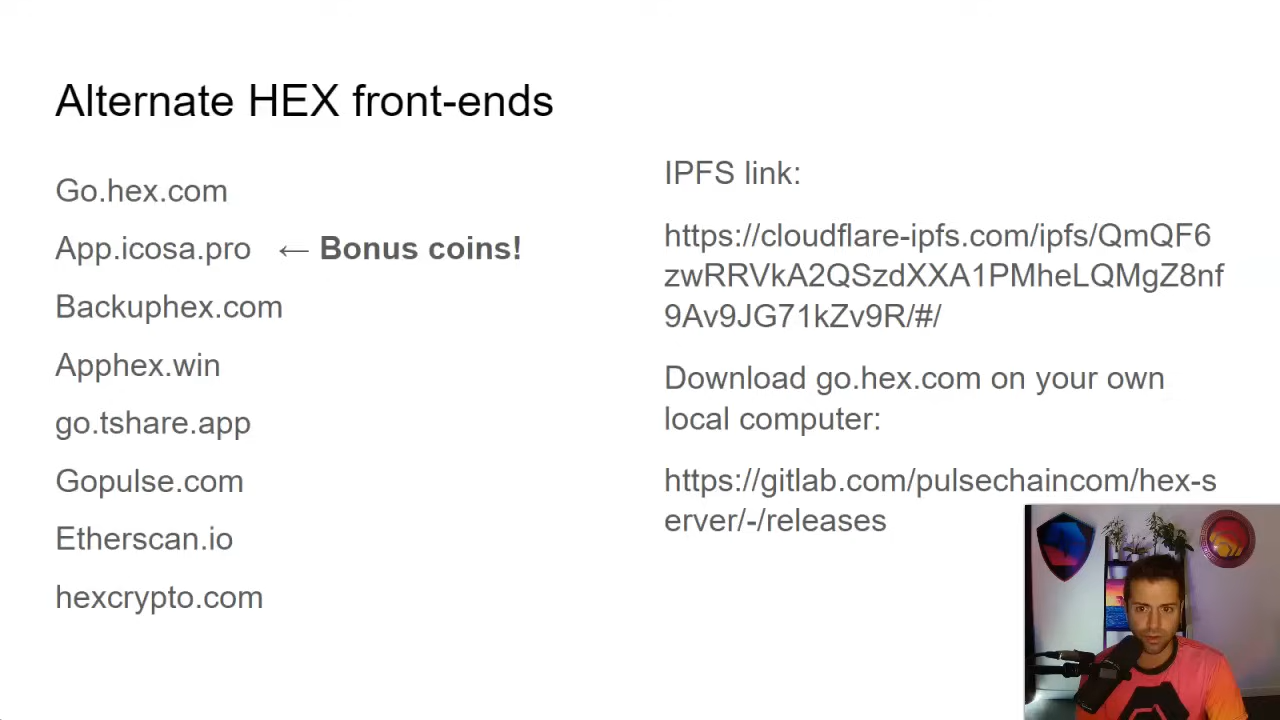 Alternate HEX front-ends
Go.hex.com
App.icosa.pro ← Bonus coins!
Backuphex.com
Apphex.win
go.tshare.app
Gopulse.com
Etherscan.io
hexcrypto.com
IPFS link:
https://cloudflare-ipfs.com/ipfs/QmQF6
zwRRVkA2QSzdXXA1PMheLQMgZ8nf
9Av9JG71kZv9R/#/
Download go.hex.com on your own
local computer:
https://gitlab.com/pulsechaincom/hex-s
erver/-/releases